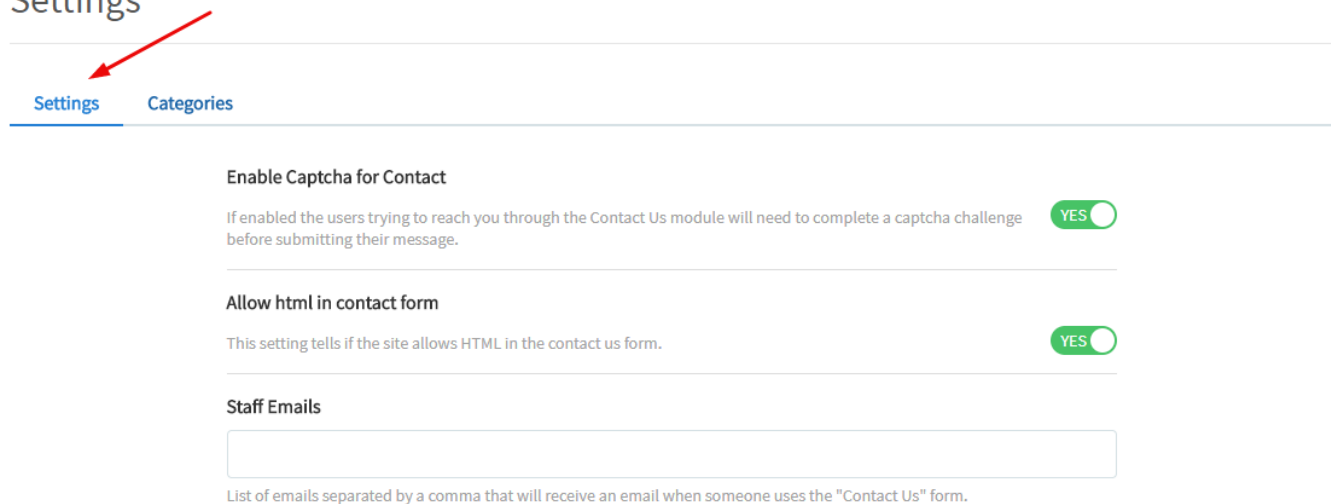 Settings
Settings Categories
Enable Captcha for Contact
If enabled the users trying to reach you through the Contact Us module will need to complete a captcha challenge
before submitting their message.
YES
Allow html in contact form
This setting tells if the site allows HTML in the contact us form.
YES
Staff Emails
List of emails separated by a comma that will receive an email when someone uses the "Contact Us" form.